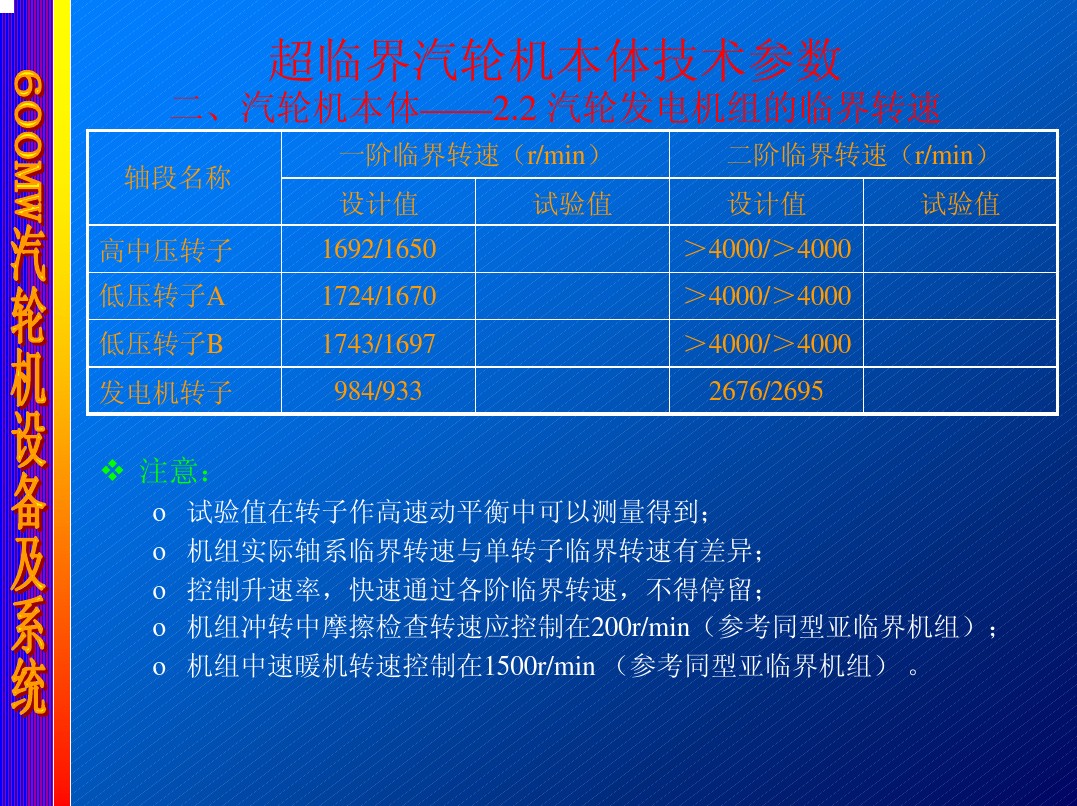 600MW汽轮机设备及系统
超临界汽轮机本体技术参数
二、汽轮机本体——2.2 汽轮发电机组的临界转速
轴段名称 一阶临界转速（r/min） 二阶临界转速（r/min）
设计值 试验值 设计值 试验值
高中压转子 1692/1650 ＞4000/＞4000
低压转子A 1724/1670 ＞4000/＞4000
低压转子B 1743/1697 ＞4000/＞4000
发电机转子 984/933 2676/2695
❖ 注意：
o 试验值在转子作高速动平衡中可以测量得到；
o 机组实际轴系临界转速与单转子临界转速有差异；
o 控制升速率，快速通过各阶临界转速，不得停留；
o 机组冲转中摩擦检查转速应控制在200r/min（参考同型亚临界机组）；
o 机组中速暖机转速控制在1500r/min （参考同型亚临界机组） 。